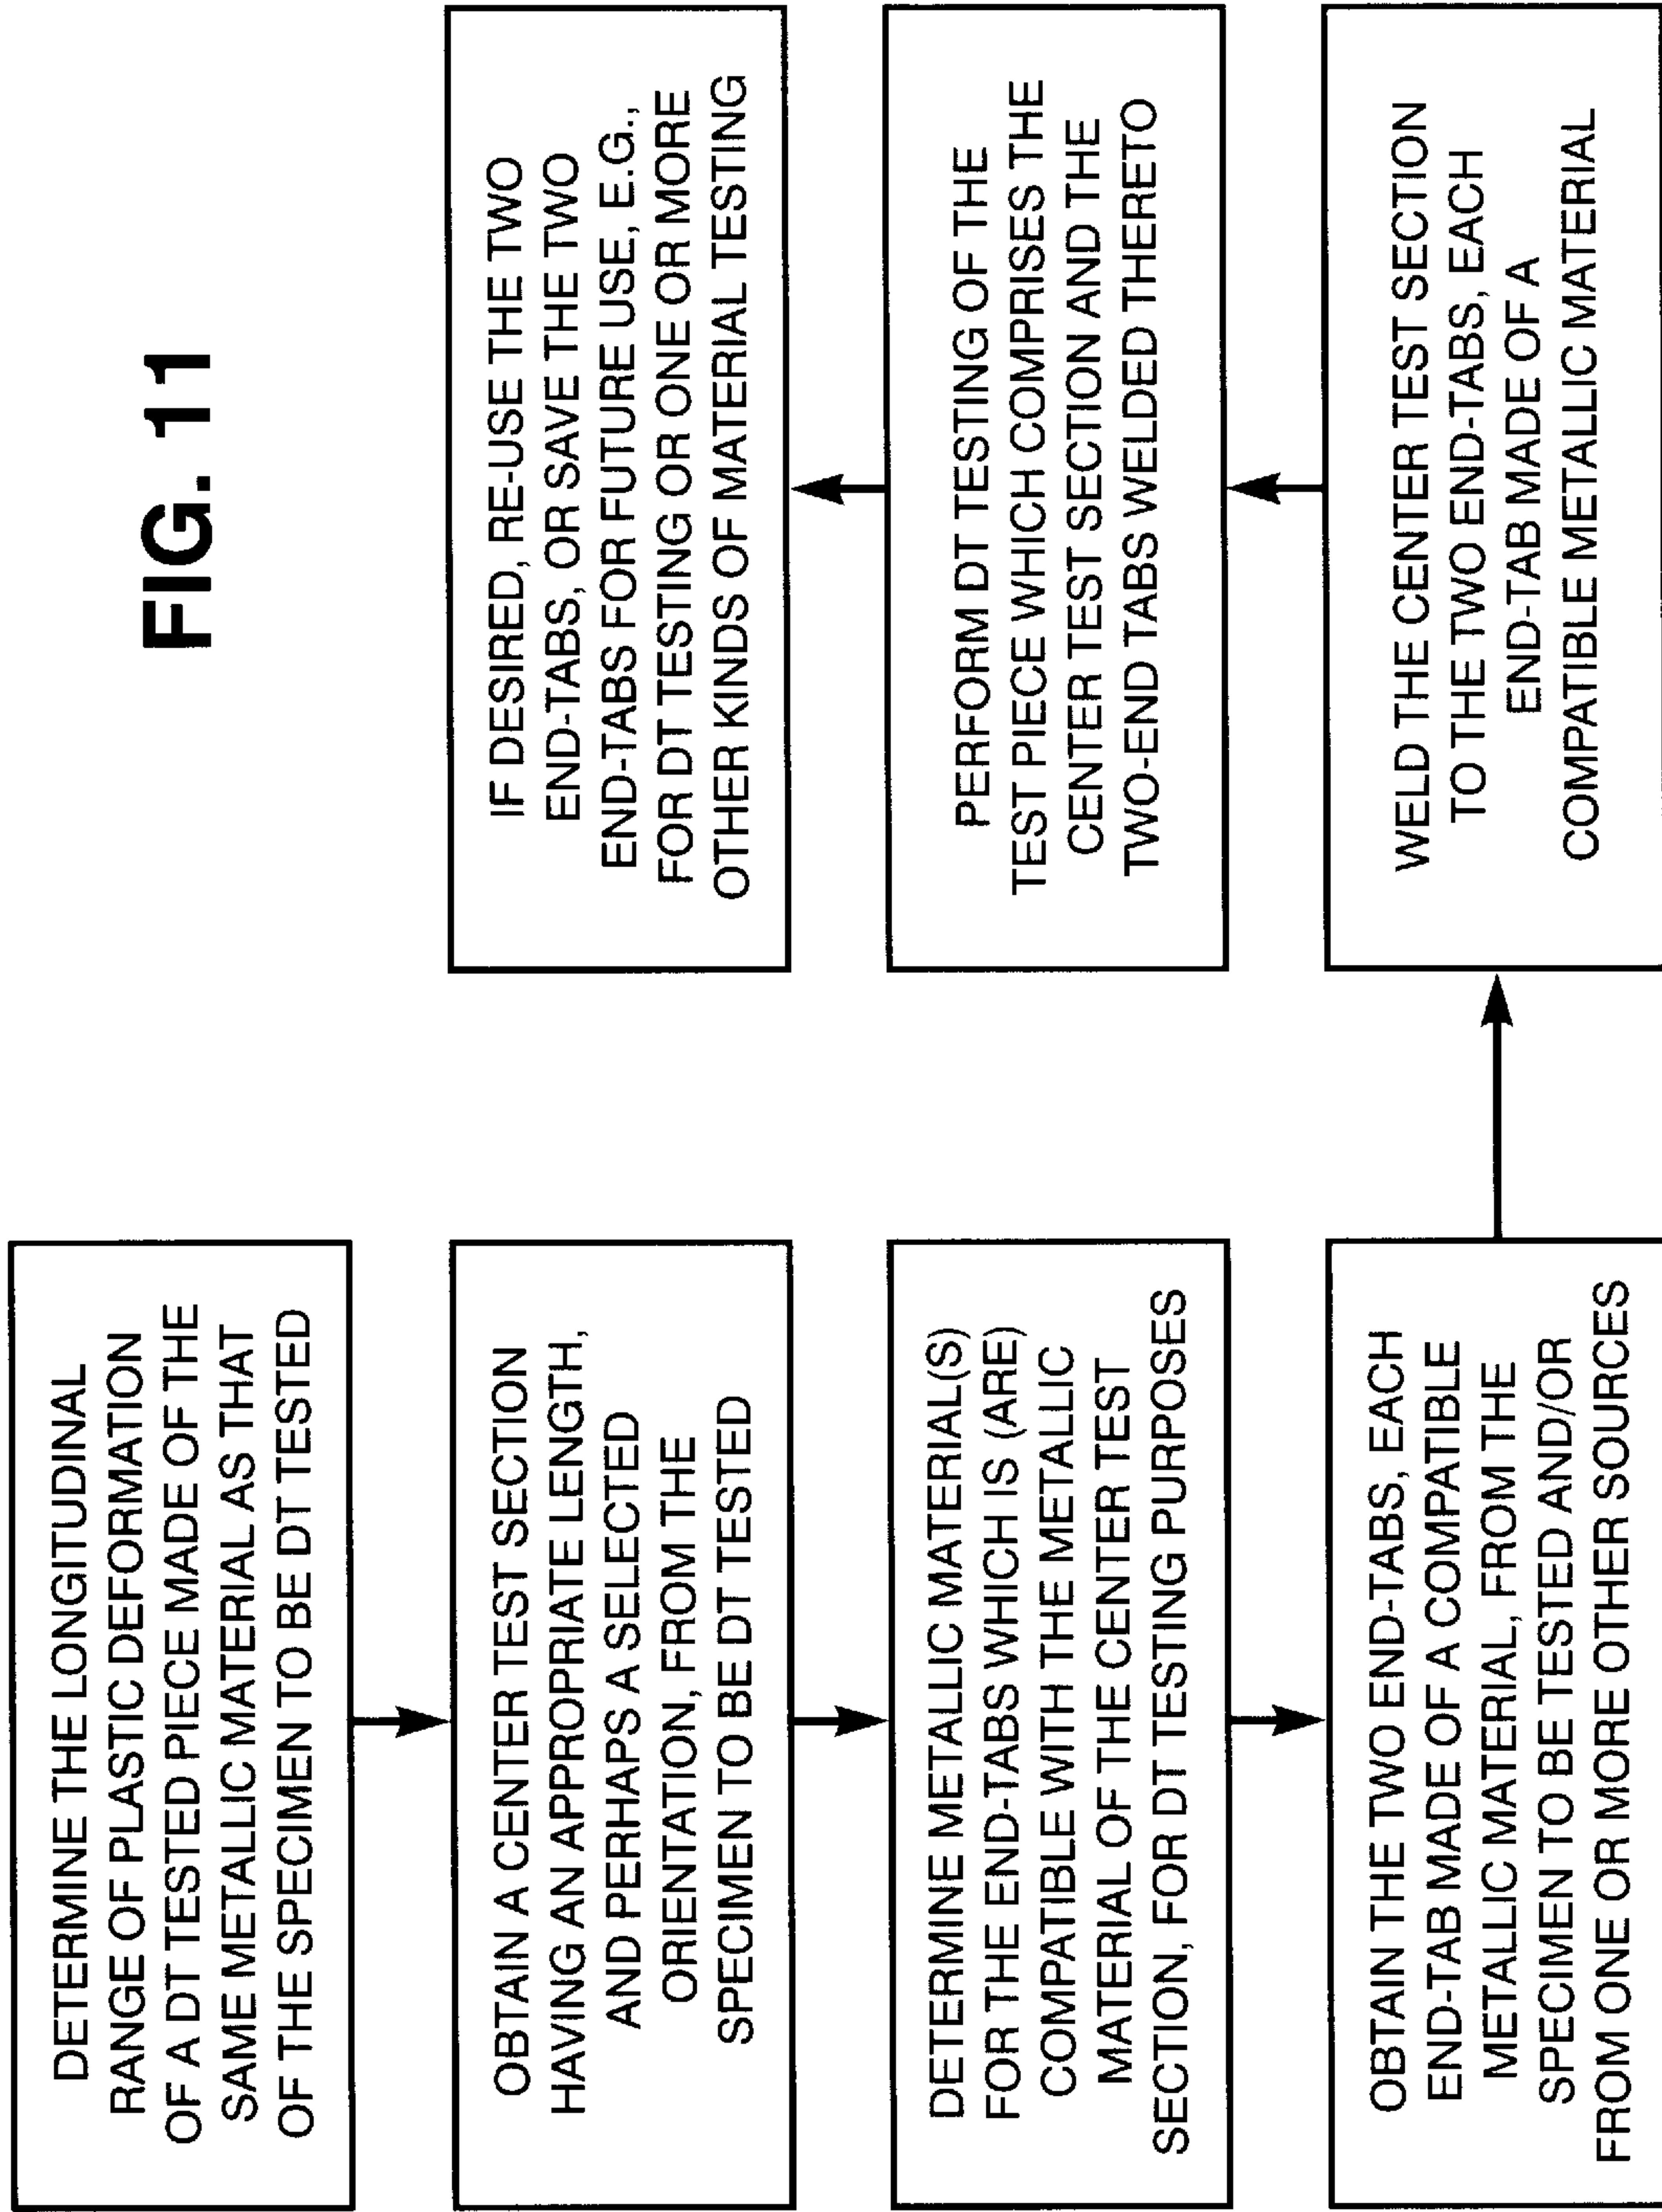 FIG. 11
DETERMINE THE LONGITUDINAL
RANGE OF PLASTIC DEFORMATION
OF A DT TESTED PIECE MADE OF THE
SAME METALLIC MATERIAL AS THAT
OF THE SPECIMEN TO BE DT TESTED
OBTAIN A CENTER TEST SECTION
HAVING AN APPROPRIATE LENGTH,
AND PERHAPS A SELECTED
ORIENTATION, FROM THE
SPECIMEN TO BE DT TESTED
DETERMINE METALLIC MATERIAL(S)
FOR THE END-TABS WHICH IS (ARE)
COMPATIBLE WITH THE METALLIC
MATERIAL OF THE CENTER TEST
SECTION, FOR DT TESTING PURPOSES
OBTAIN THE TWO END-TABS, EACH
END-TAB MADE OF A COMPATIBLE
METALLIC MATERIAL, FROM THE
SPECIMEN TO BE TESTED AND/OR
FROM ONE OR MORE OTHER SOURCES
WELD THE CENTER TEST SECTION
TO THE TWO END-TABS, EACH
END-TAB MADE OF A
COMPATIBLE METALLIC MATERIAL
PERFORM DT TESTING OF THE
TEST PIECE WHICH COMPRISES THE
CENTER TEST SECTION AND THE
TWO-END TABS WELDED THERETO
IF DESIRED, RE-USE THE TWO
END-TABS, OR SAVE THE TWO
END-TABS FOR FUTURE USE, E.G.,
FOR DT TESTING OR ONE OR MORE
OTHER KINDS OF MATERIAL TESTING